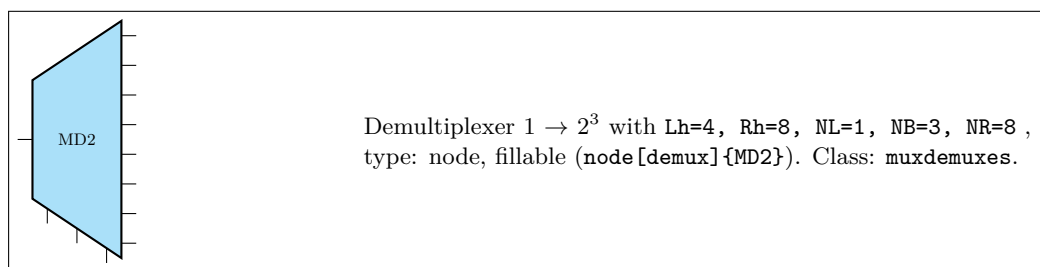 MD2
Demultiplexer 1 → 2³ with Lh=4, Rh=8, NL=1, NB=3, NR=8 ,
type: node, fillable (node[demux]{MD2}). Class: muxdemuxes.